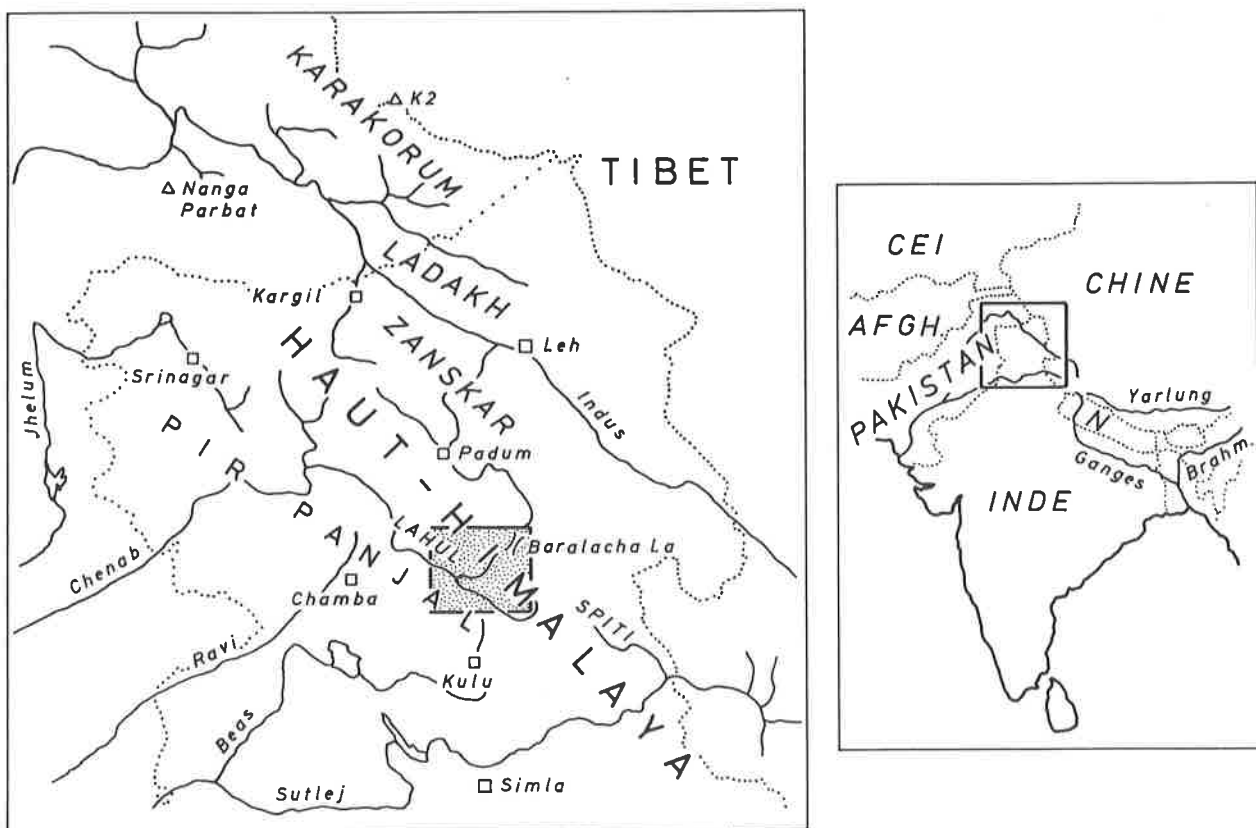 KARAKORUM
K2
TIBET
Nanga
Parbat
LADAKH
Kargil
ZANSKAR
Leh
Srinagar
Jhelum
HAUT-HIMALAYA
Indus
PIR PANJAL
Padum
LAHUL
Baralacha La
Chenab
Chamba
SPITI
Ravi
Kulu
Beas
Sutlej
Simla
CEI
CHINE
AFGH
PAKISTAN
Yarlung
N
Ganges
Brahm.
INDE